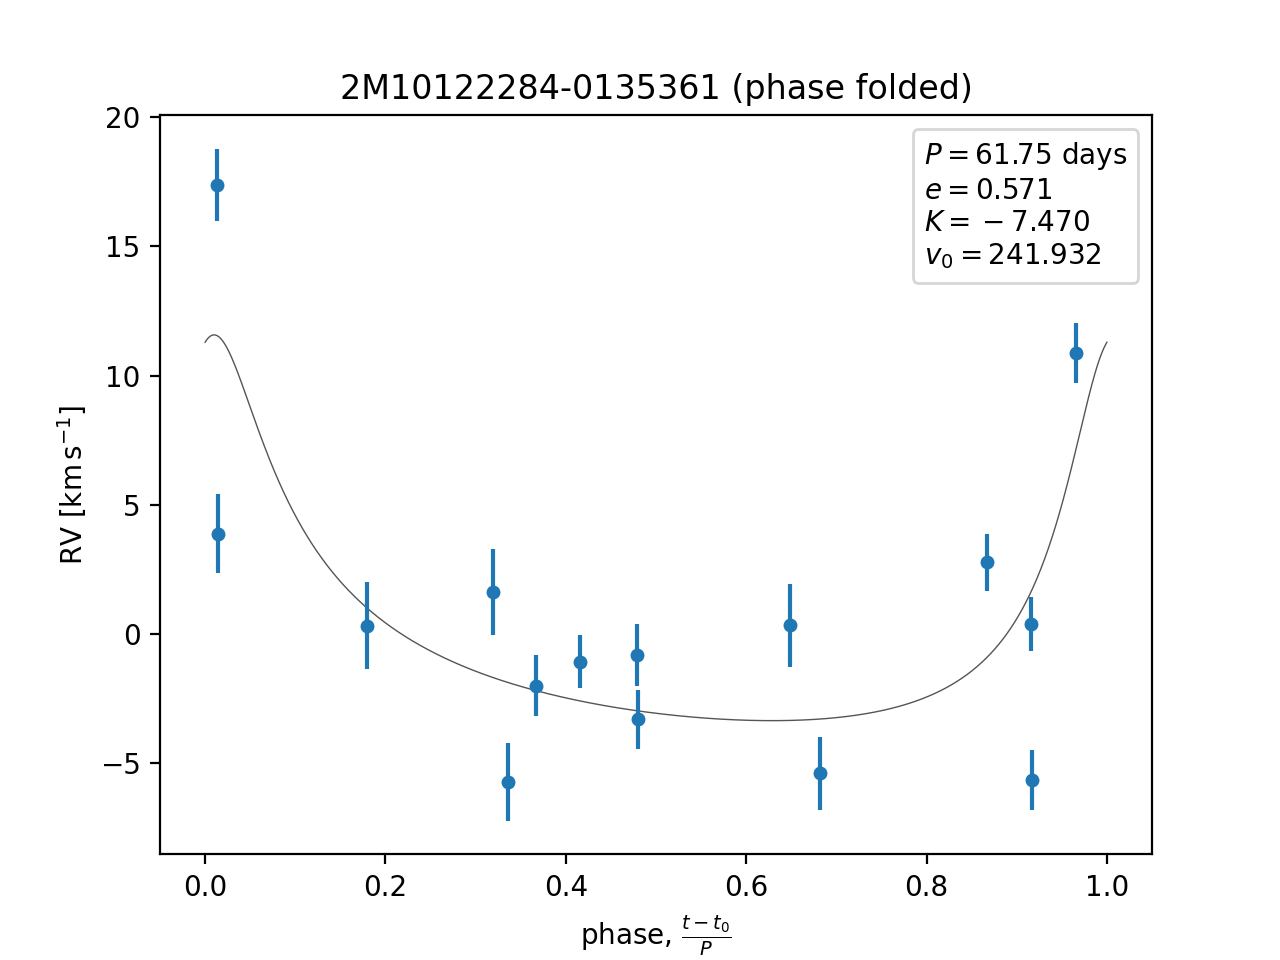 2M10122284-0135361 (phase folded)
20
15
10
5
0
−5
RV [km s⁻¹]
P = 61.75 days
e = 0.571
K = − 7.470
v₀ = 241.932
0.0 0.2 0.4 0.6 0.8 1.0
phase, (t − t₀)/P